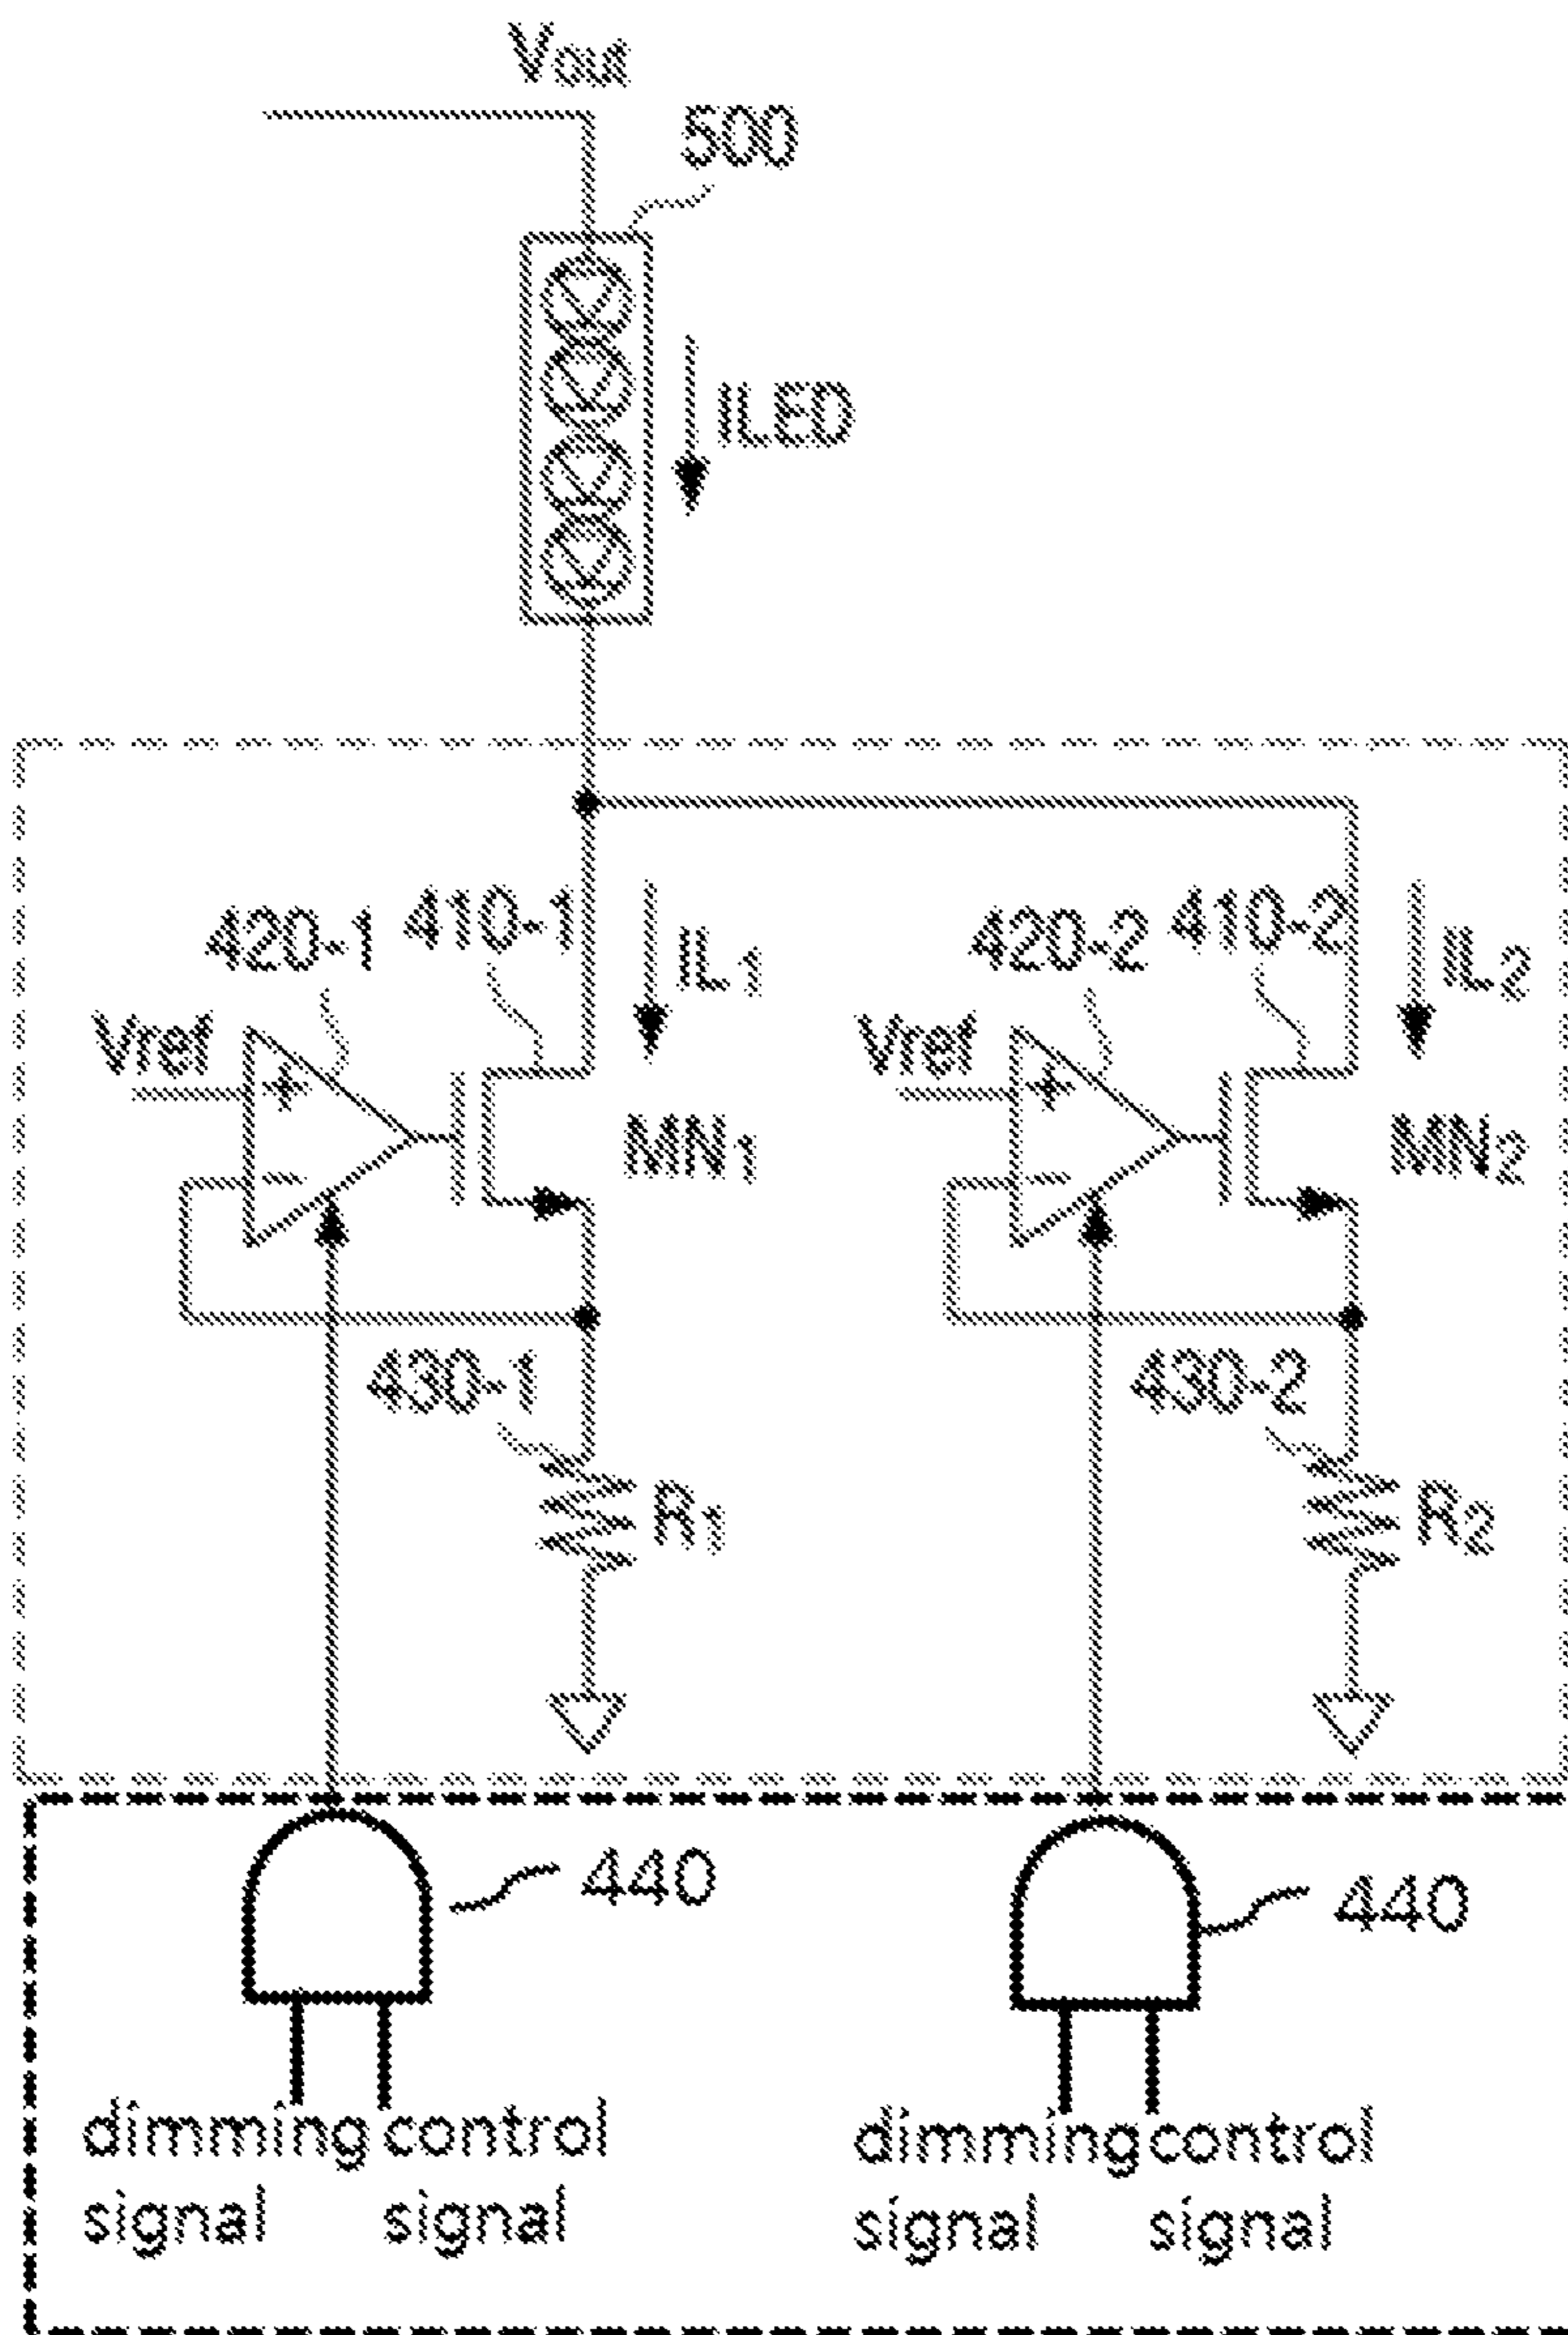 Vout
500
ILED
420-1 410-1 IL1 420-2 410-2 IL2
Vref + Vref +
MN1 MN2
- -
430-1 430-2
R1 R2
440 440
dimming control dimming control
signal signal signal signal